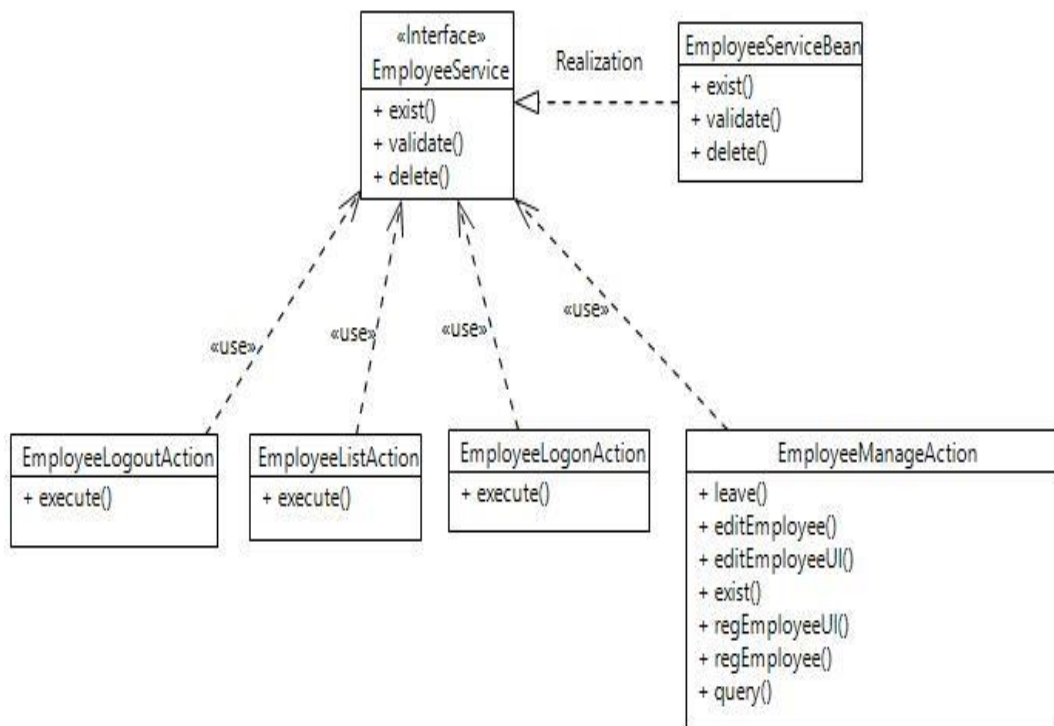 «Interface»
EmployeeService
+ exist()
+ validate()
+ delete()
Realization
EmployeeServiceBean
+ exist()
+ validate()
+ delete()
«use»
«use»
«use»
«use»
EmployeeLogoutAction
+ execute()
EmployeeListAction
+ execute()
EmployeeLogonAction
+ execute()
EmployeeManageAction
+ leave()
+ editEmployee()
+ editEmployeeUI()
+ exist()
+ regEmployeeUI()
+ regEmployee()
+ query()